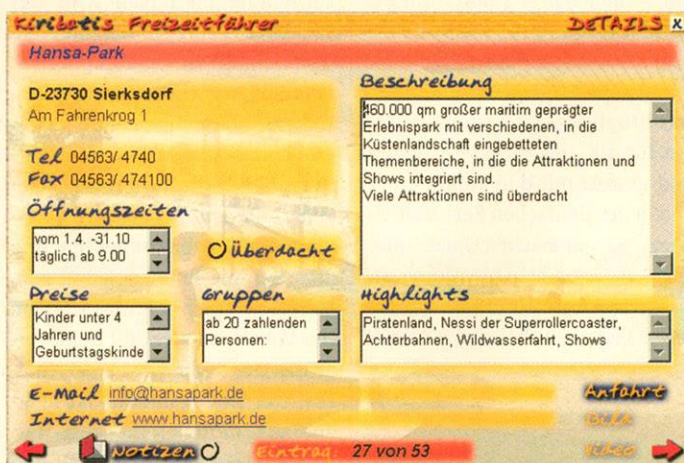 Kiribatis Freizeitführer
DETAILS X
Hansa-Park
D-23730 Sierksdorf
Am Fahrenkrog 1
Tel 04563/ 4740
Fax 04563/ 474100
Öffnungszeiten
vom 1.4. -31.10
täglich ab 9.00
Überdacht
Preise
Kinder unter 4
Jahren und
Geburtstagskinde
Gruppen
ab 20 zahlenden
Personen:
Beschreibung
460.000 qm großer maritim geprägter
Erlebnispark mit verschiedenen, in die
Küstenlandschaft eingebetteten
Themenbereiche, in die die Attraktionen und
Shows integriert sind.
Viele Attraktionen sind überdacht
Highlights
Piratenland, Nessi der Superrollercoaster,
Achterbahnen, Wildwasserfahrt, Shows
E-Mail info@hansapark.de
Internet www.hansapark.de
Anfahrt
Bild
Video
Notizen
Eintrag: 27 von 53